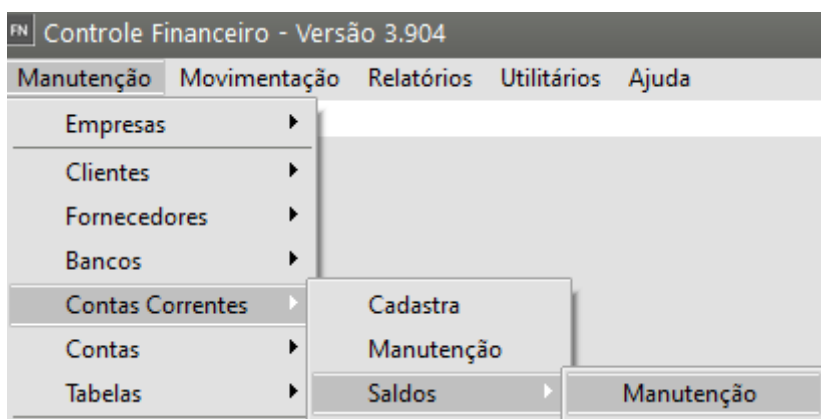 FN Controle Financeiro - Versão 3.904
Manutenção Movimentação Relatórios Utilitários Ajuda
Empresas
Clientes
Fornecedores
Bancos
Contas Correntes Cadastra
Contas Manutenção
Tabelas Saldos Manutenção